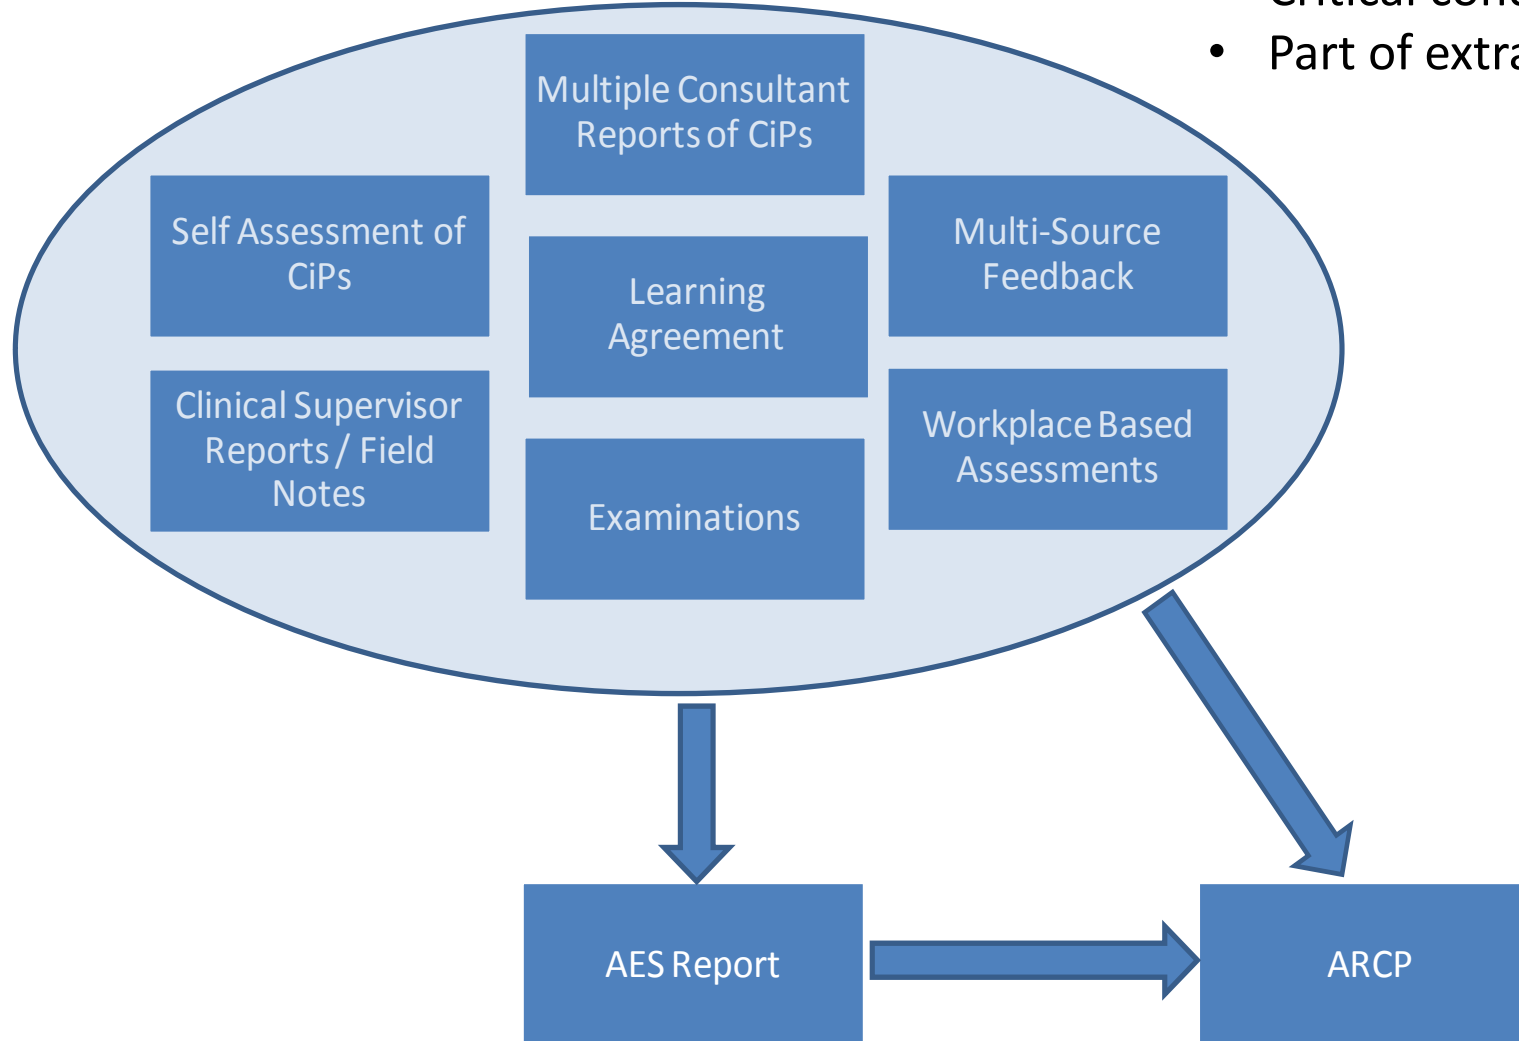 Critical
• Part of
Multiple Consultant
Reports of CiPs
Self Assessment of
CiPs
Multi-Source
Feedback
Learning
Agreement
Clinical Supervisor
Reports / Field
Notes
Workplace Based
Assessments
Examinations
AES Report
ARCP